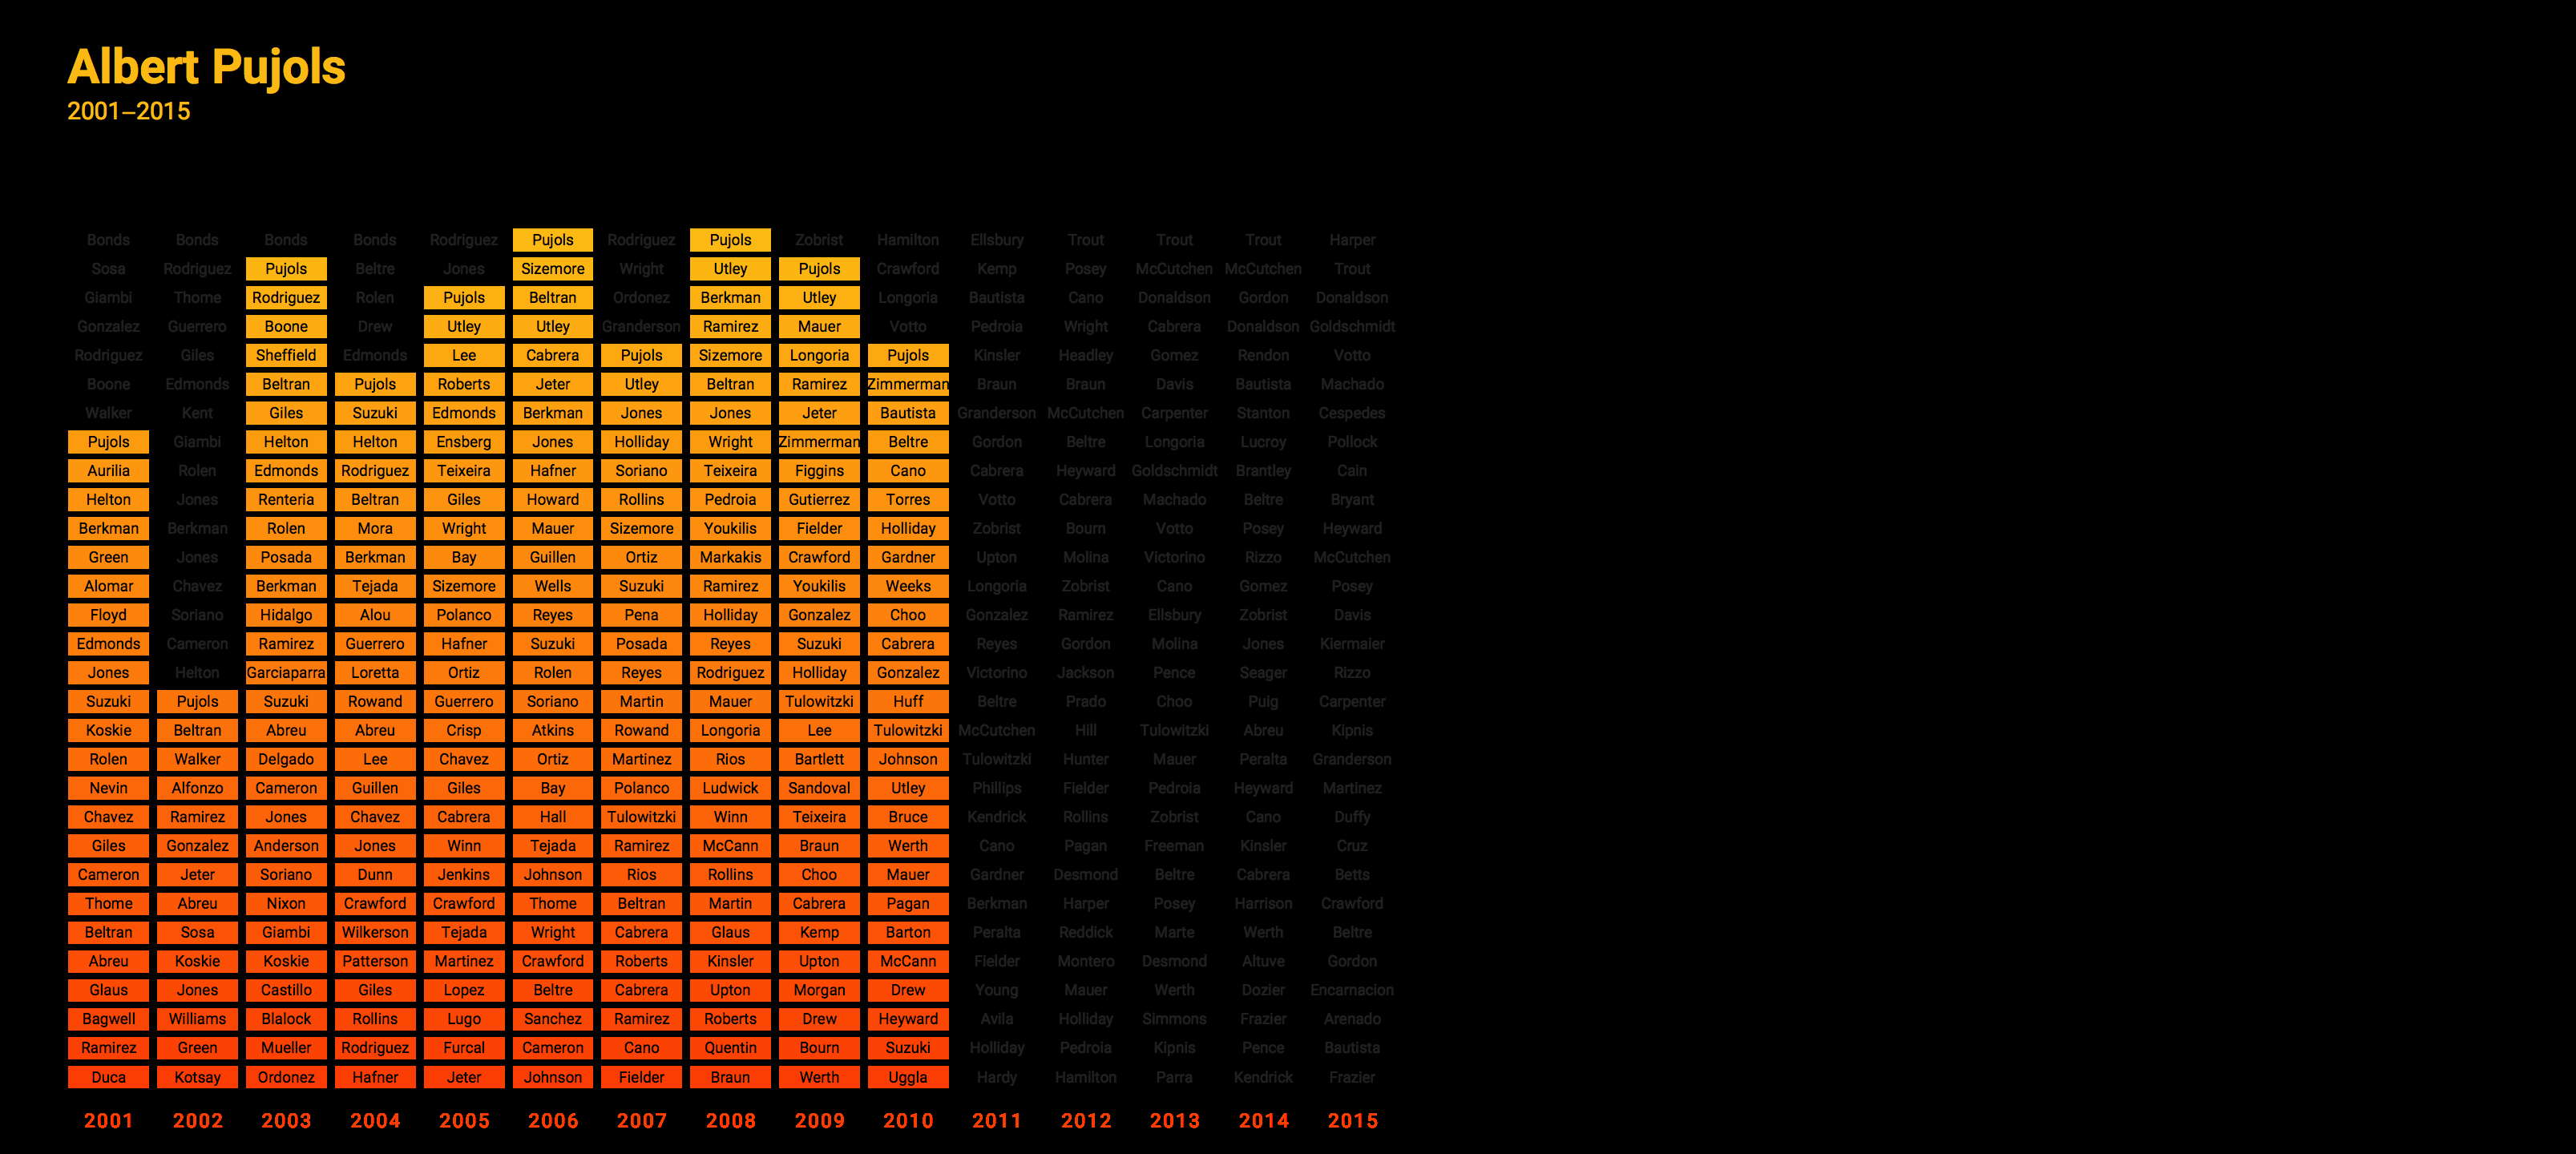 Albert Pujols
2001–2015
Bonds Bonds Bonds Bonds Rodriguez Pujols Rodriguez Pujols Zobrist Hamilton Ellsbury Trout Trout Trout Harper
Sosa Rodriguez Pujols Beltre Jones Sizemore Wright Utley Pujols Crawford Kemp Posey McCutchen McCutchen Trout
Giambi Thome Rodriguez Rolen Pujols Beltran Ordonez Berkman Utley Longoria Bautista Cano Donaldson Gordon Donaldson
Gonzalez Guerrero Boone Drew Utley Utley Granderson Ramirez Mauer Votto Pedroia Wright Cabrera Donaldson Goldschmidt
Rodriguez Giles Sheffield Edmonds Lee Cabrera Pujols Sizemore Longoria Pujols Kinsler Headley Gomez Rendon Votto
Boone Edmonds Beltran Pujols Roberts Jeter Utley Beltran Ramirez Zimmerman Braun Braun Davis Bautista Machado
Walker Kent Giles Suzuki Edmonds Berkman Jones Jones Jeter Bautista Granderson McCutchen Carpenter Stanton Cespedes
Pujols Giambi Helton Helton Ensberg Jones Holliday Wright Zimmerman Beltre Gordon Beltre Longoria Lucroy Pollock
Aurilia Rolen Edmonds Rodriguez Teixeira Hafner Soriano Teixeira Figgins Cano Cabrera Heyward Goldschmidt Brantley Cain
Helton Jones Renteria Beltran Giles Howard Rollins Pedroia Gutierrez Torres Votto Cabrera Machado Beltre Bryant
Berkman Berkman Rolen Mora Wright Mauer Sizemore Youkilis Fielder Holliday Zobrist Bourn Votto Posey Heyward
Green Jones Posada Berkman Bay Guillen Ortiz Markakis Crawford Gardner Upton Molina Victorino Rizzo McCutchen
Alomar Chavez Berkman Tejada Sizemore Wells Suzuki Ramirez Youkilis Weeks Longoria Zobrist Cano Gomez Posey
Floyd Soriano Hidalgo Alou Polanco Reyes Pena Holliday Gonzalez Choo Gonzalez Ramirez Ellsbury Zobrist Davis
Edmonds Cameron Ramirez Guerrero Hafner Suzuki Posada Reyes Suzuki Cabrera Reyes Gordon Molina Jones Kiermaier
Jones Helton Garciaparra Loretta Ortiz Rolen Reyes Rodriguez Holliday Gonzalez Victorino Jackson Pence Seager Rizzo
Suzuki Pujols Suzuki Rowand Guerrero Soriano Martin Mauer Tulowitzki Huff Beltre Prado Choo Puig Carpenter
Koskie Beltran Abreu Abreu Crisp Atkins Rowand Longoria Lee Tulowitzki McCutchen Hill Tulowitzki Abreu Kipnis
Rolen Walker Delgado Lee Chavez Ortiz Martinez Rios Bartlett Johnson Tulowitzki Hunter Mauer Peralta Granderson
Nevin Alfonzo Cameron Guillen Giles Bay Polanco Ludwick Sandoval Utley Phillips Fielder Pedroia Heyward Martinez
Chavez Ramirez Jones Chavez Cabrera Hall Tulowitzki Winn Teixeira Bruce Kendrick Rollins Zobrist Cano Duffy
Giles Gonzalez Anderson Jones Winn Tejada Ramirez McCann Braun Werth Cano Pagan Freeman Kinsler Cruz
Cameron Jeter Soriano Dunn Jenkins Johnson Rios Rollins Choo Mauer Gardner Desmond Beltre Cabrera Betts
Thome Abreu Nixon Crawford Crawford Thome Beltran Martin Cabrera Pagan Berkman Harper Posey Harrison Crawford
Beltran Sosa Giambi Wilkerson Tejada Wright Cabrera Glaus Kemp Barton Peralta Reddick Marte Werth Beltre
Abreu Koskie Koskie Patterson Martinez Crawford Roberts Kinsler Upton McCann Fielder Montero Desmond Altuve Gordon
Glaus Jones Castillo Giles Lopez Beltre Cabrera Upton Morgan Drew Young Mauer Werth Dozier Encarnacion
Bagwell Williams Blalock Rollins Lugo Sanchez Ramirez Roberts Drew Heyward Avila Holliday Simmons Frazier Arenado
Ramirez Green Mueller Rodriguez Furcal Cameron Cano Quentin Bourn Suzuki Holliday Pedroia Kipnis Pence Bautista
Duca Kotsay Ordonez Hafner Jeter Johnson Fielder Braun Werth Uggla Hardy Hamilton Parra Kendrick Frazier
2001 2002 2003 2004 2005 2006 2007 2008 2009 2010 2011 2012 2013 2014 2015